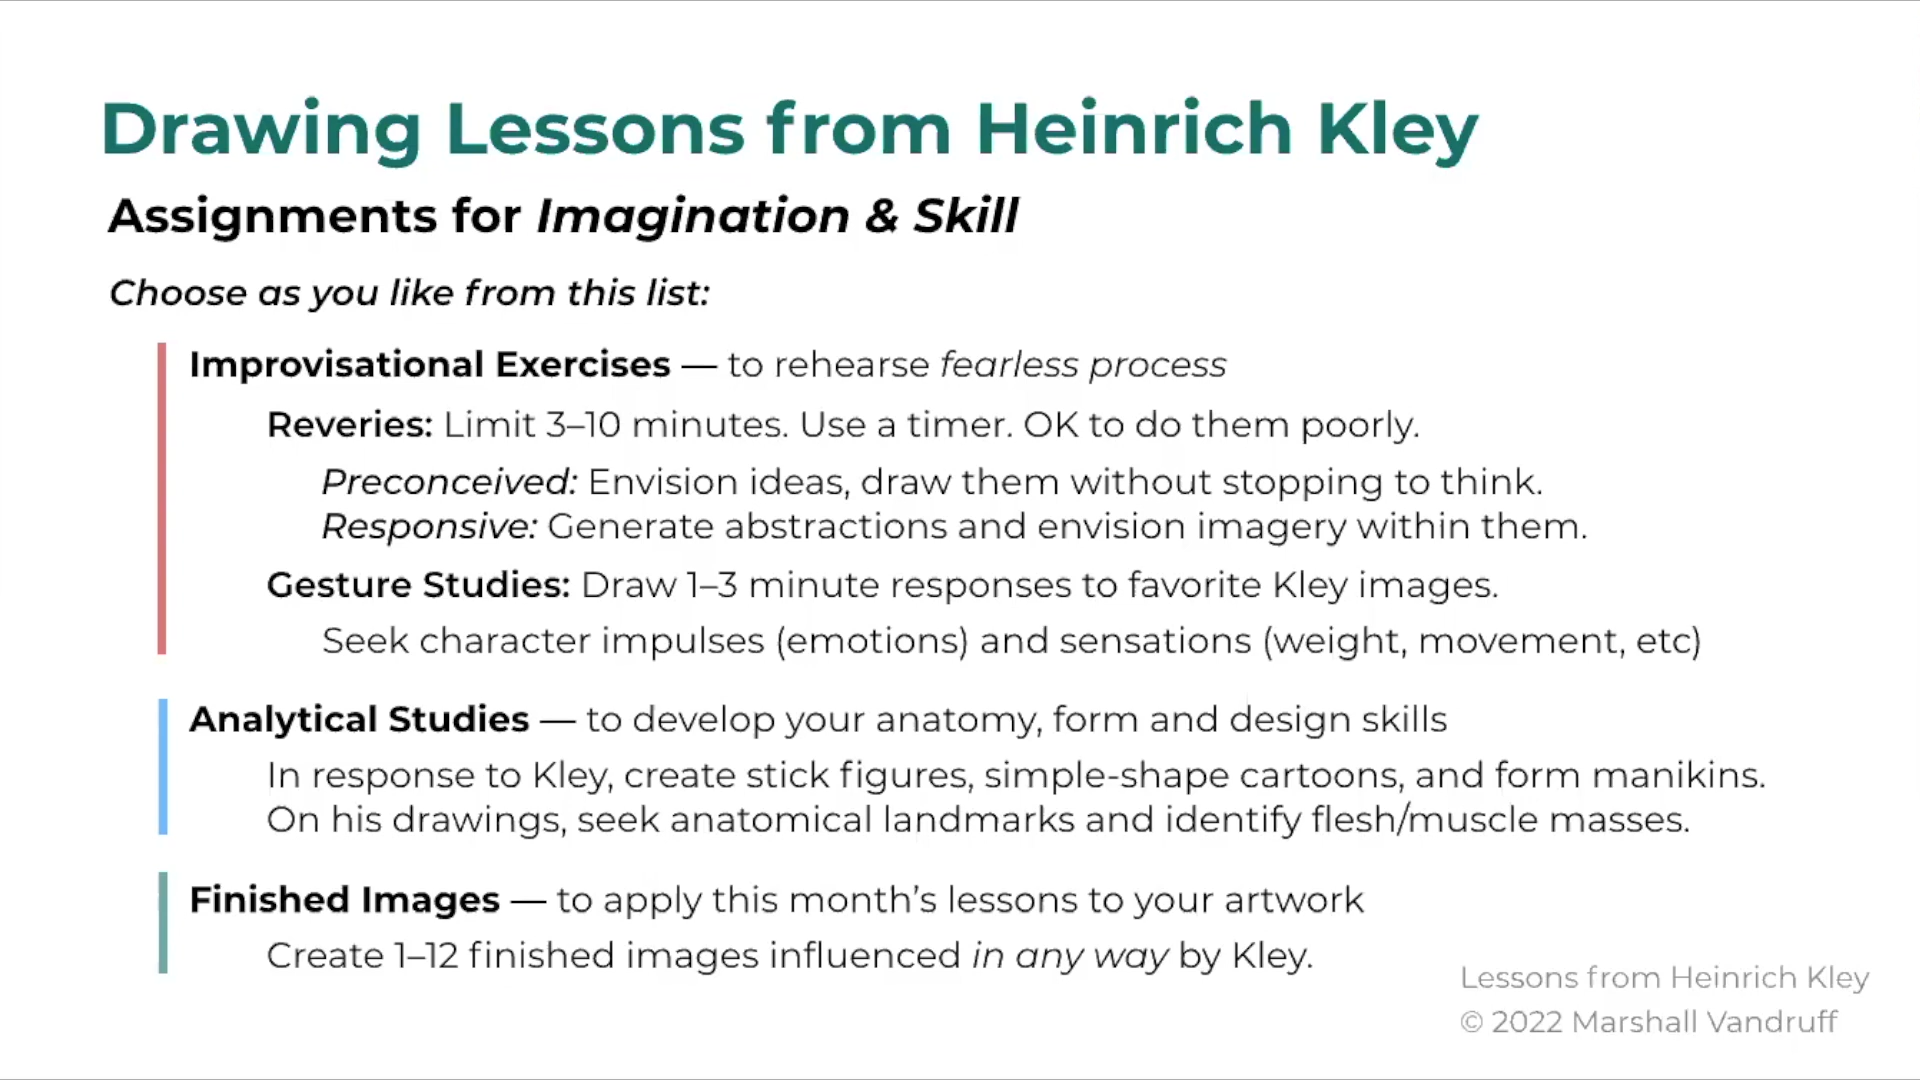 Drawing Lessons from Heinrich Kley
Assignments for Imagination & Skill
Choose as you like from this list:
Improvisational Exercises — to rehearse fearless process
Reveries: Limit 3–10 minutes. Use a timer. OK to do them poorly.
Preconceived: Envision ideas, draw them without stopping to think.
Responsive: Generate abstractions and envision imagery within them.
Gesture Studies: Draw 1–3 minute responses to favorite Kley images.
Seek character impulses (emotions) and sensations (weight, movement, etc)
Analytical Studies — to develop your anatomy, form and design skills
In response to Kley, create stick figures, simple-shape cartoons, and form manikins.
On his drawings, seek anatomical landmarks and identify flesh/muscle masses.
Finished Images — to apply this month’s lessons to your artwork
Create 1–12 finished images influenced in any way by Kley.
Lessons from Heinrich Kley
© 2022 Marshall Vandruff